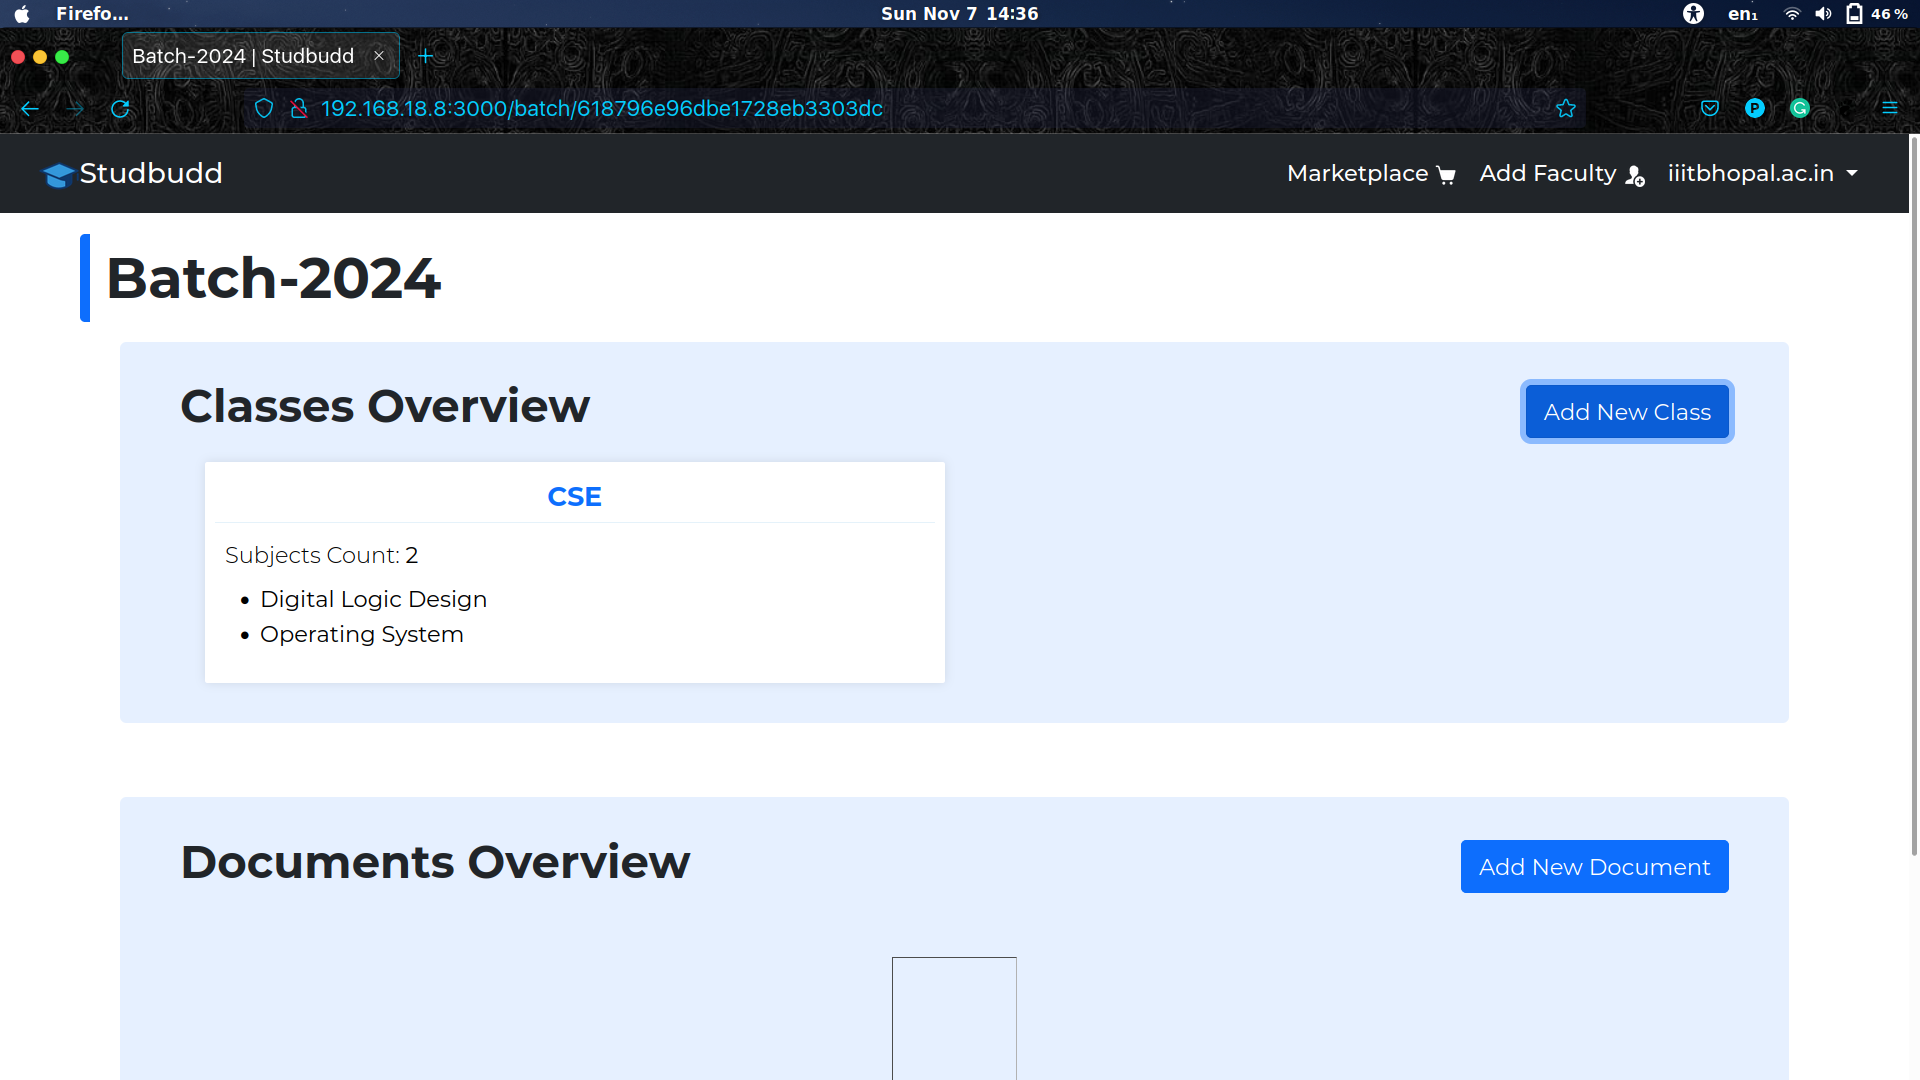 Firefo...
Sun Nov 7 14:36
en₁
46 %
Batch-2024 | Studbudd
192.168.18.8:3000/batch/618796e96dbe1728eb3303dc
Studbudd
Marketplace
Add Faculty
iiitbhopal.ac.in
Batch-2024
Classes Overview
Add New Class
CSE
Subjects Count: 2
• Digital Logic Design
• Operating System
Documents Overview
Add New Document